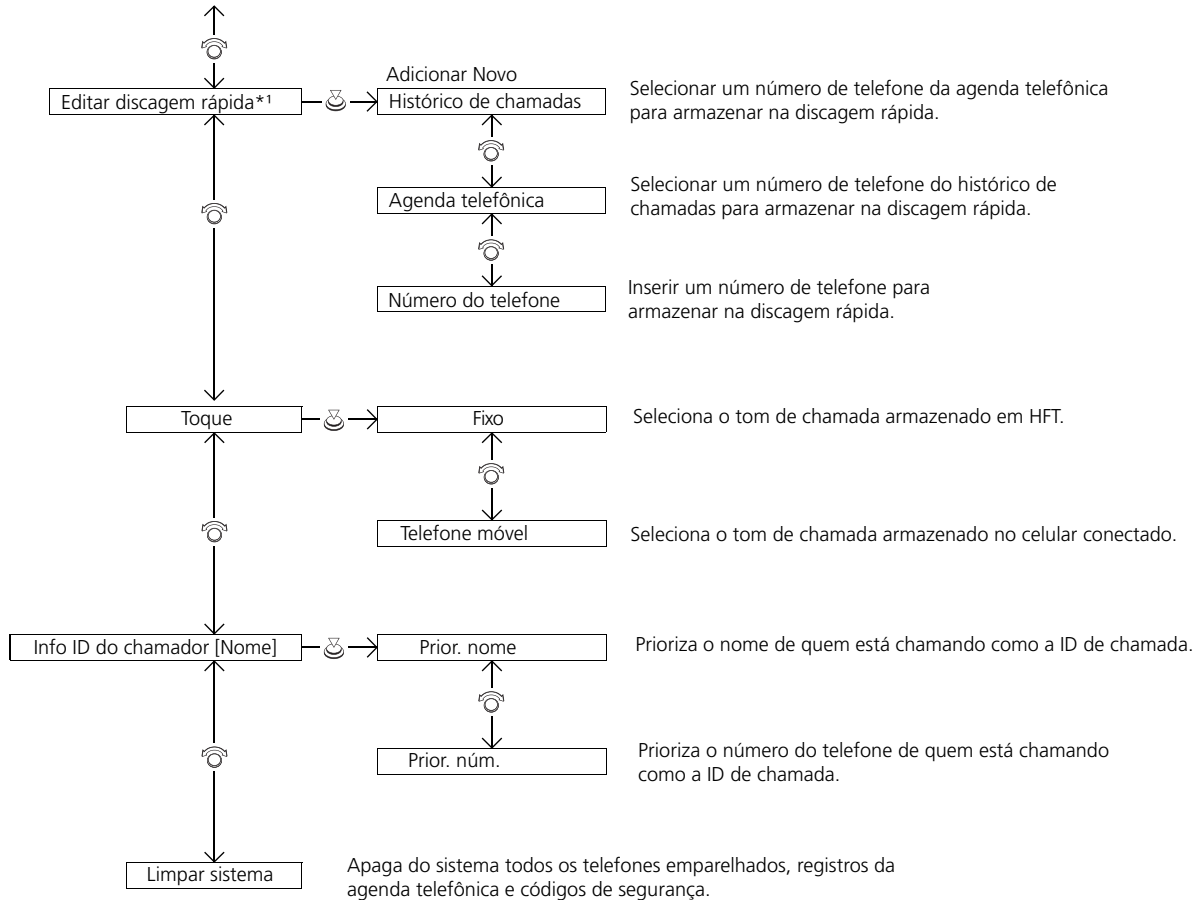 Adicionar Novo
Editar discagem rápida*¹
Histórico de chamadas
Selecionar um número de telefone da agenda telefônica
para armazenar na discagem rápida.
Agenda telefônica
Selecionar um número de telefone do histórico de
chamadas para armazenar na discagem rápida.
Número do telefone
Inserir um número de telefone para
armazenar na discagem rápida.
Toque
Fixo
Seleciona o tom de chamada armazenado em HFT.
Telefone móvel
Seleciona o tom de chamada armazenado no celular conectado.
Info ID do chamador [Nome]
Prior. nome
Prioriza o nome de quem está chamando como a ID de chamada.
Prior. núm.
Prioriza o número do telefone de quem está chamando
como a ID de chamada.
Limpar sistema
Apaga do sistema todos os telefones emparelhados, registros da
agenda telefônica e códigos de segurança.